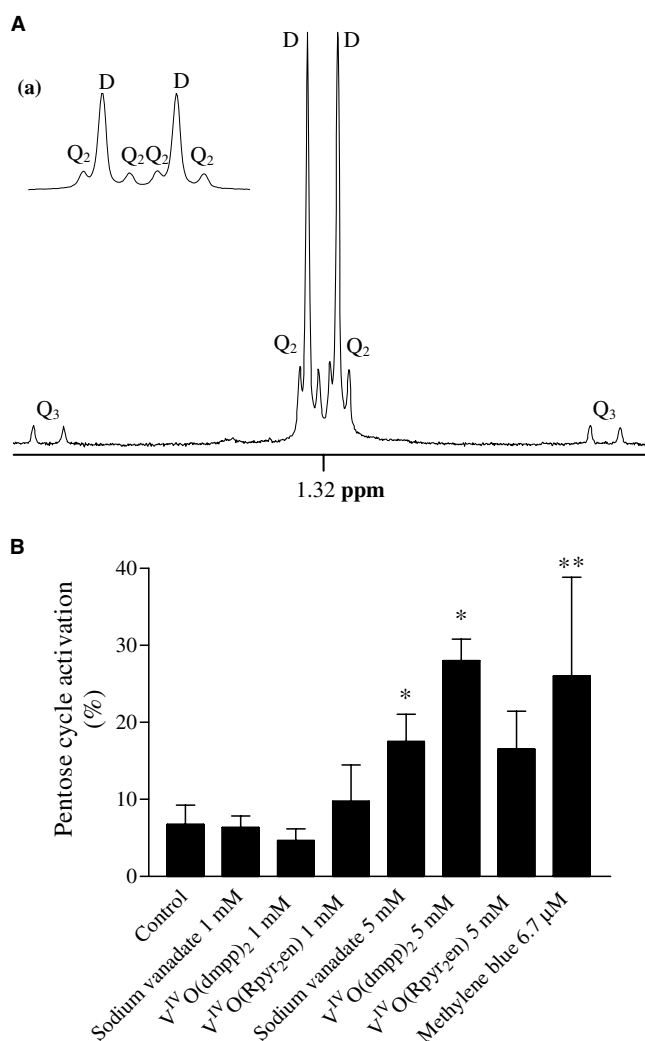 A
D D
(a)
D D
Q₂ Q₂ Q₂ Q₂
Q₂ Q₂
Q₃ Q₃
1.32 ppm
B
Pentose cycle activation
(%)
40
30
20
10
0
* * **
Control
Sodium vanadate 1 mM
VᴵⱽO(dmpp)₂ 1 mM
VᴵⱽO(Rpyr₂en) 1 mM
Sodium vanadate 5 mM
VᴵⱽO(dmpp)₂ 5 mM
VᴵⱽO(Rpyr₂en) 5 mM
Methylene blue 6.7 µM